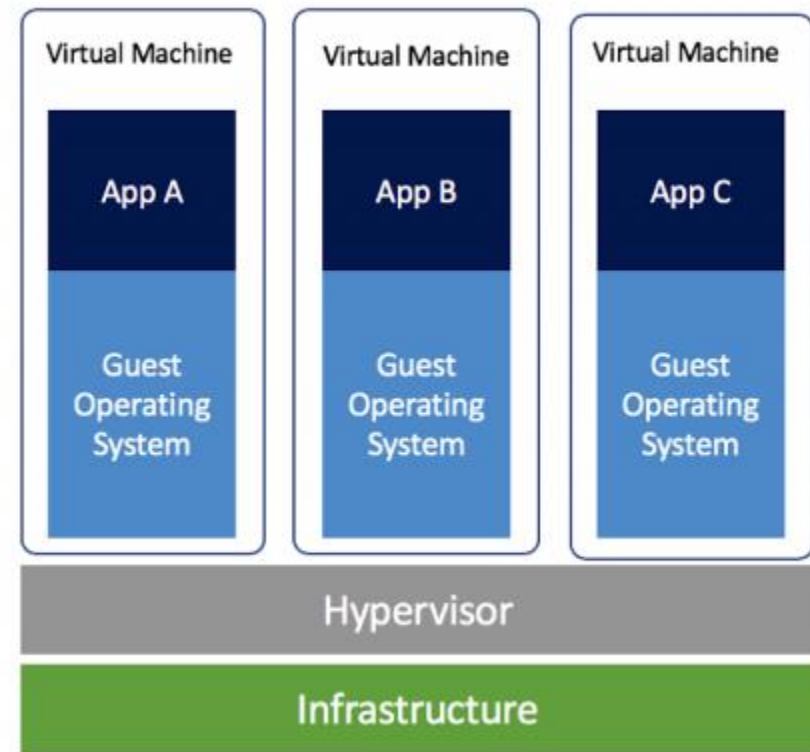 Virtual Machine
Virtual Machine
Virtual Machine
App A
App B
App C
Guest
Operating
System
Guest
Operating
System
Guest
Operating
System
Hypervisor
Infrastructure